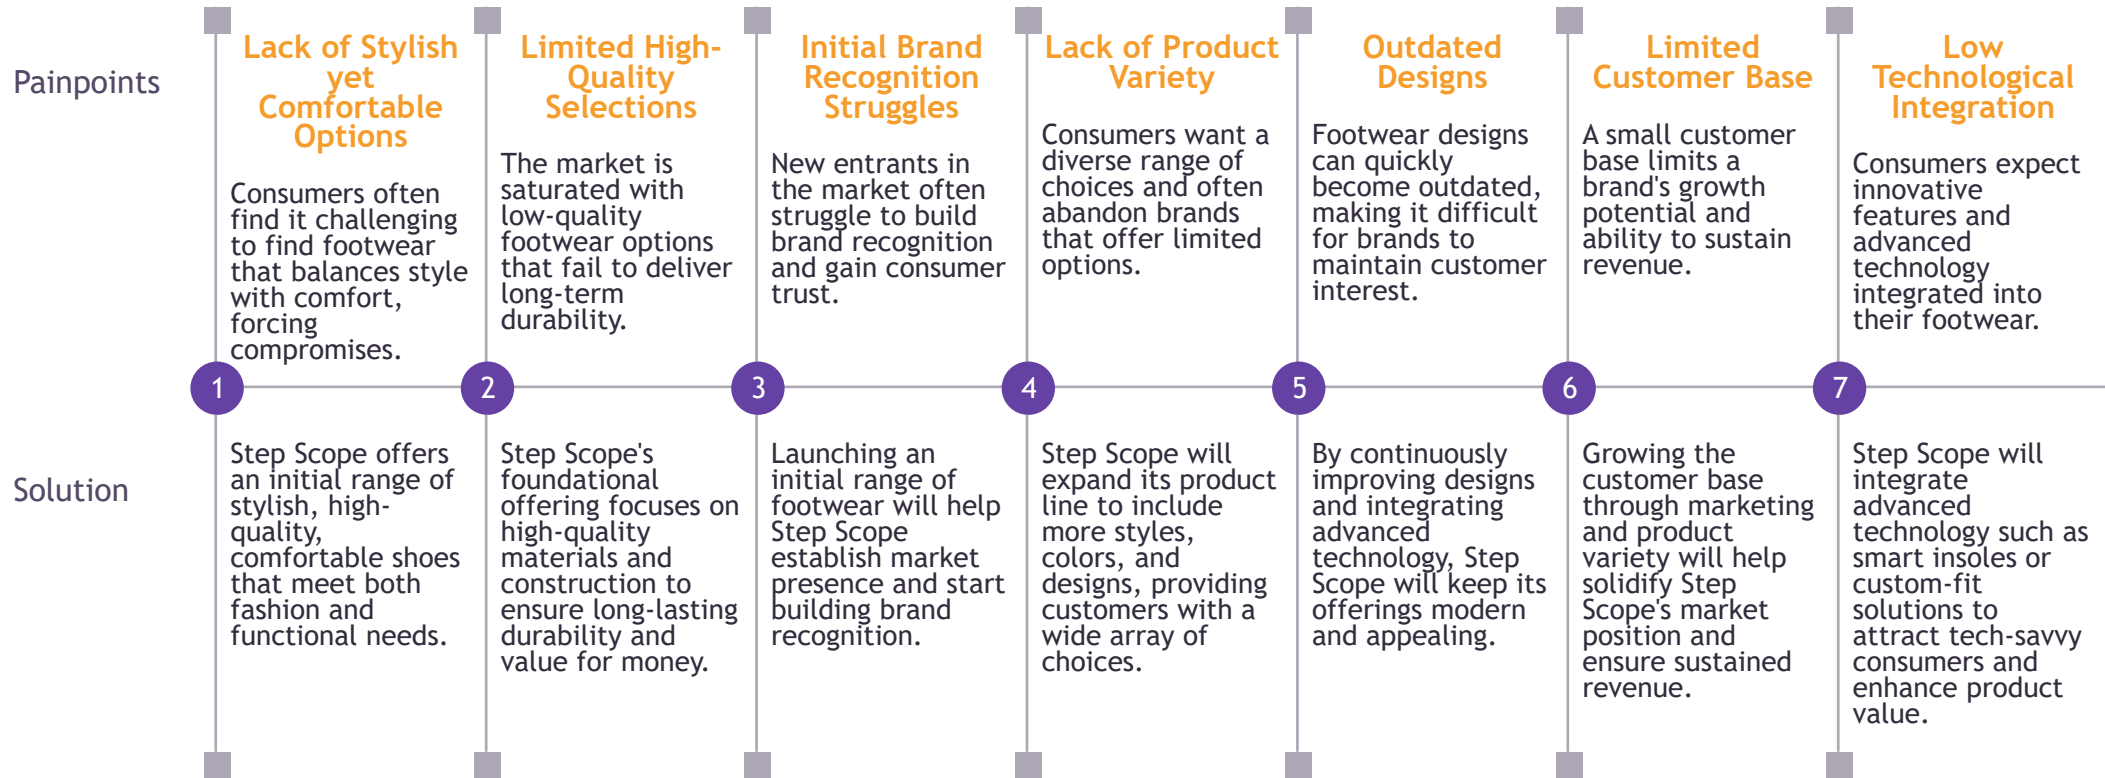 Painpoints
Lack of Stylish
yet
Comfortable
Options
Consumers often
find it challenging
to find footwear
that balances style
with comfort,
forcing
compromises.
Limited High-
Quality
Selections
The market is
saturated with
low-quality
footwear options
that fail to deliver
long-term
durability.
Initial Brand
Recognition
Struggles
New entrants in
the market often
struggle to build
brand recognition
and gain consumer
trust.
Lack of Product
Variety
Consumers want a
diverse range of
choices and often
abandon brands
that offer limited
options.
Outdated
Designs
Footwear designs
can quickly
become outdated,
making it difficult
for brands to
maintain customer
interest.
Limited
Customer Base
A small customer
base limits a
brand's growth
potential and
ability to sustain
revenue.
Low
Technological
Integration
Consumers expect
innovative
features and
advanced
technology
integrated into
their footwear.
1
2
3
4
5
6
7
Solution
Step Scope offers
an initial range of
stylish, high-
quality,
comfortable shoes
that meet both
fashion and
functional needs.
Step Scope's
foundational
offering focuses on
high-quality
materials and
construction to
ensure long-lasting
durability and
value for money.
Launching an
initial range of
footwear will help
Step Scope
establish market
presence and start
building brand
recognition.
Step Scope will
expand its product
line to include
more styles,
colors, and
designs, providing
customers with a
wide array of
choices.
By continuously
improving designs
and integrating
advanced
technology, Step
Scope will keep its
offerings modern
and appealing.
Growing the
customer base
through marketing
and product
variety will help
solidify Step
Scope's market
position and
ensure sustained
revenue.
Step Scope will
integrate
advanced
technology such as
smart insoles or
custom-fit
solutions to
attract tech-savvy
consumers and
enhance product
value.